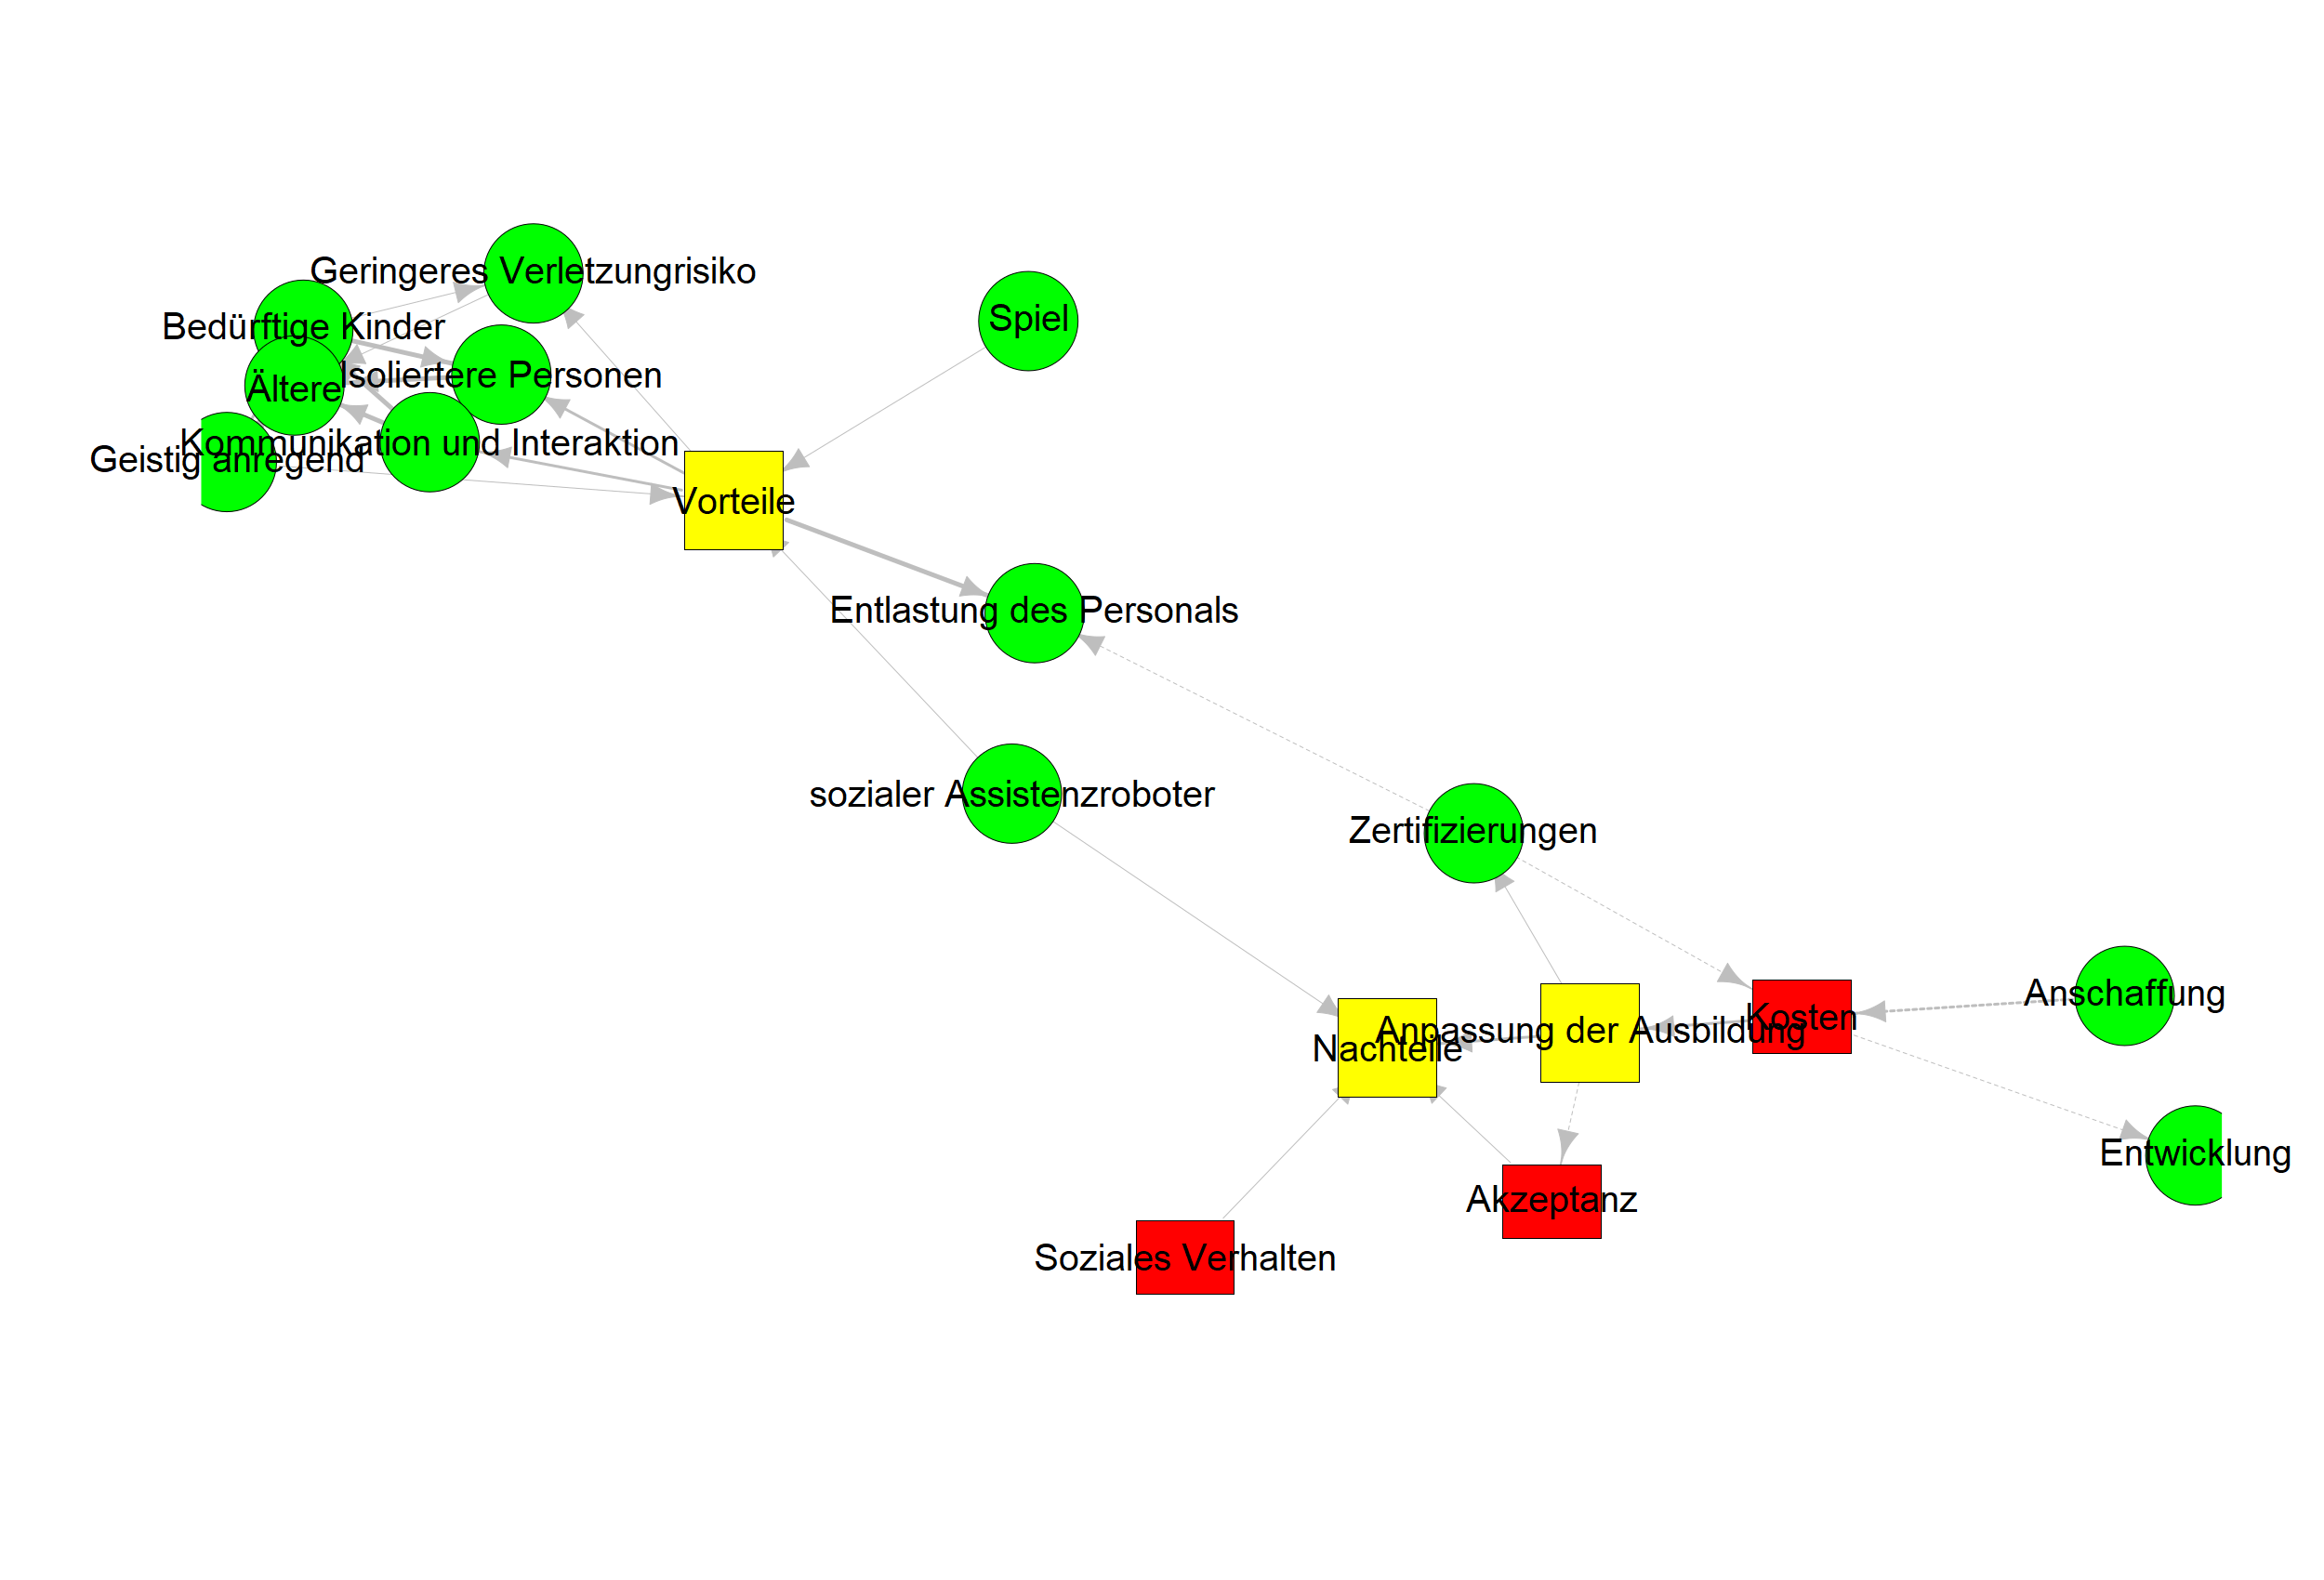 Geringeres Verletzungrisiko
Spiel
Bedürftige Kinder
Isoliertere Personen
Ältere
Kommunikation und Interaktion
Geistig anregend
Vorteile
Entlastung des Personals
sozialer Assistenzroboter
Zertifizierungen
Anschaffung
Kosten
Anpassung der Ausbildung
Nachteile
Entwicklung
Akzeptanz
Soziales Verhalten